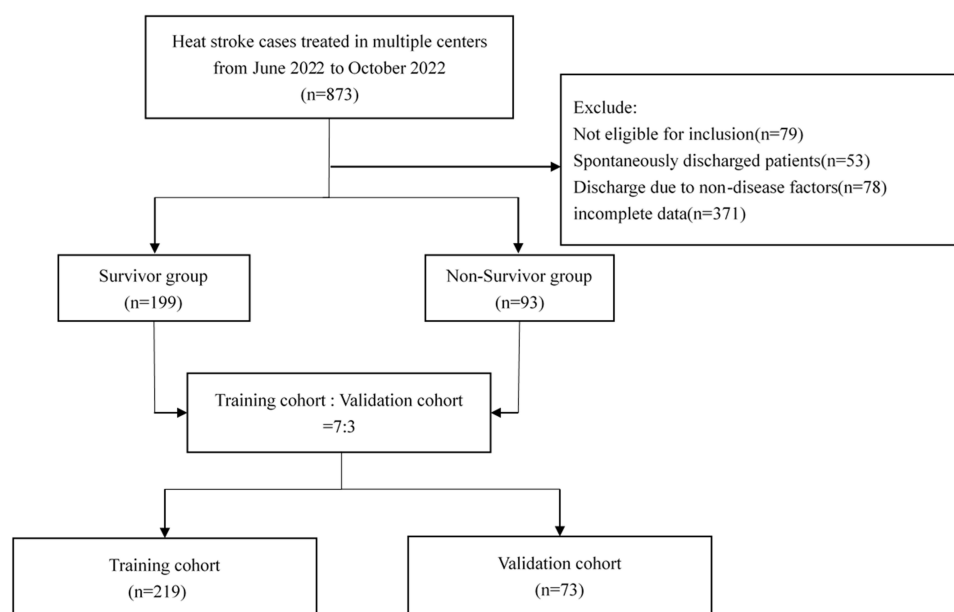 Heat stroke cases treated in multiple centers
from June 2022 to October 2022
(n=873)
Exclude:
Not eligible for inclusion(n=79)
Spontaneously discharged patients(n=53)
Discharge due to non-disease factors(n=78)
incomplete data(n=371)
Survivor group
(n=199)
Non-Survivor group
(n=93)
Training cohort : Validation cohort
=7:3
Training cohort
(n=219)
Validation cohort
(n=73)